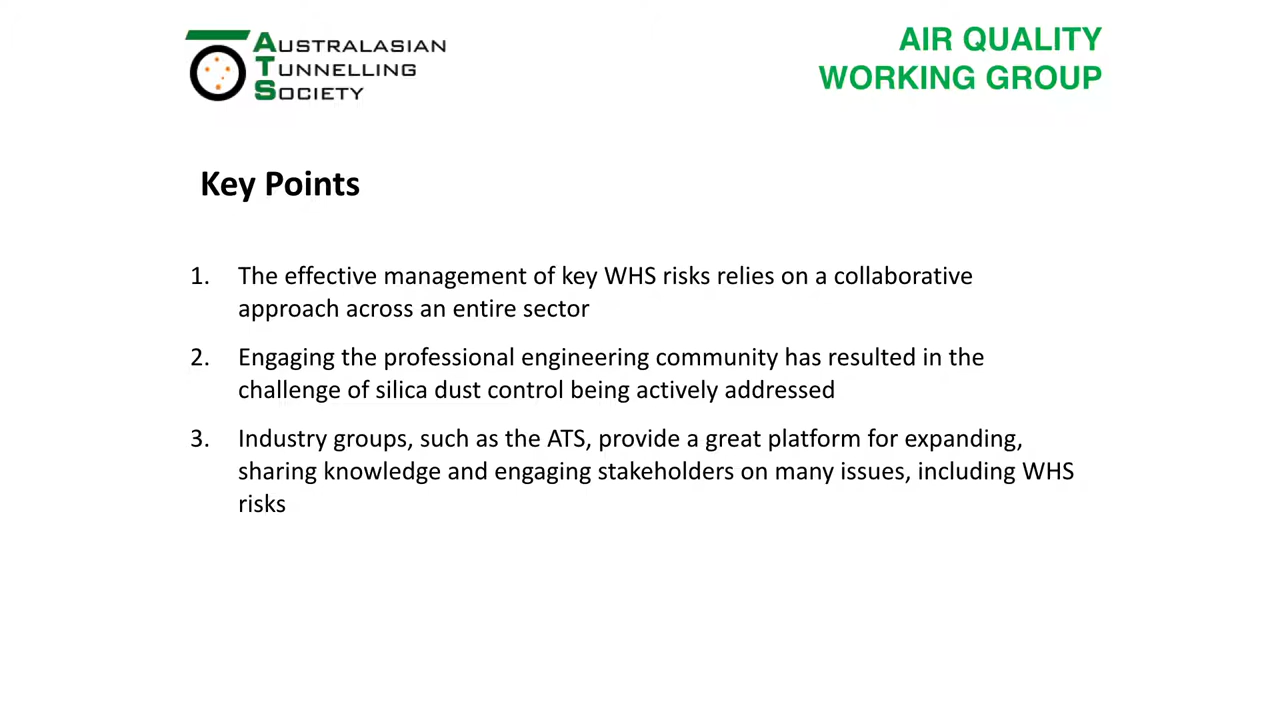 AUSTRALASIAN
TUNNELLING
SOCIETY
AIR QUALITY
WORKING GROUP
Key Points
1. The effective management of key WHS risks relies on a collaborative
approach across an entire sector
2. Engaging the professional engineering community has resulted in the
challenge of silica dust control being actively addressed
3. Industry groups, such as the ATS, provide a great platform for expanding,
sharing knowledge and engaging stakeholders on many issues, including WHS
risks